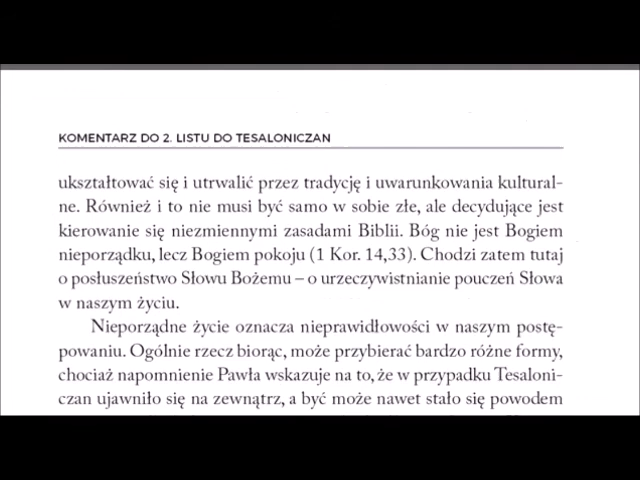 KOMENTARZ DO 2. LISTU DO TESALONICZAN
ukształtować się i utrwalić przez tradycję i uwarunkowania kultural-
ne. Również i to nie musi być samo w sobie złe, ale decydujące jest
kierowanie się niezmiennymi zasadami Biblii. Bóg nie jest Bogiem
nieporządku, lecz Bogiem pokoju (1 Kor. 14,33). Chodzi zatem tutaj
o posłuszeństwo Słowu Bożemu – o urzeczywistnianie pouczeń Słowa
w naszym życiu.
Nieporządne życie oznacza nieprawidłowości w naszym postę-
powaniu. Ogólnie rzecz biorąc, może przybierać bardzo różne formy,
chociaż napomnienie Pawła wskazuje na to, że w przypadku Tesaloni-
czan ujawniło się na zewnątrz, a być może nawet stało się powodem